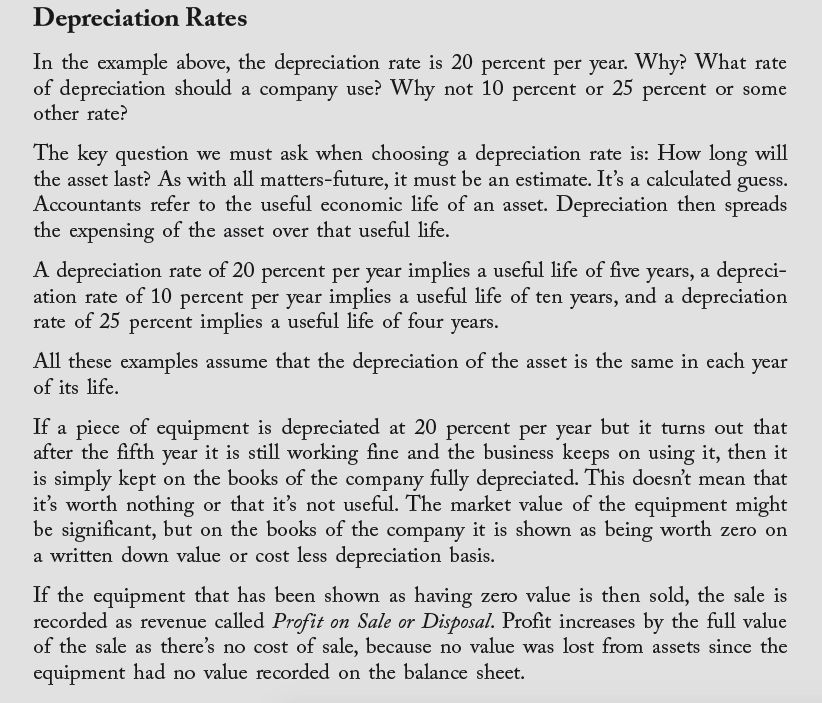 Depreciation Rates
In the example above, the depreciation rate is 20 percent per year. Why? What rate
of depreciation should a company use? Why not 10 percent or 25 percent or some
other rate?
The key question we must ask when choosing a depreciation rate is: How long will
the asset last? As with all matters-future, it must be an estimate. It's a calculated guess.
Accountants refer to the useful economic life of an asset. Depreciation then spreads
the expensing of the asset over that useful life.
A depreciation rate of 20 percent per year implies a useful life of five years, a depreci-
ation rate of 10 percent per year implies a useful life of ten years, and a depreciation
rate of 25 percent implies a useful life of four years.
All these examples assume that the depreciation of the asset is the same in each year
of its life.
If a piece of equipment is depreciated at 20 percent per year but it turns out that
after the fifth year it is still working fine and the business keeps on using it, then it
is simply kept on the books of the company fully depreciated. This doesn't mean that
it's worth nothing or that it's not useful. The market value of the equipment might
be significant, but on the books of the company it is shown as being worth zero on
a written down value or cost less depreciation basis.
If the equipment that has been shown as having zero value is then sold, the sale is
recorded as revenue called Profit on Sale or Disposal. Profit increases by the full value
of the sale as there's no cost of sale, because no value was lost from assets since the
equipment had no value recorded on the balance sheet.